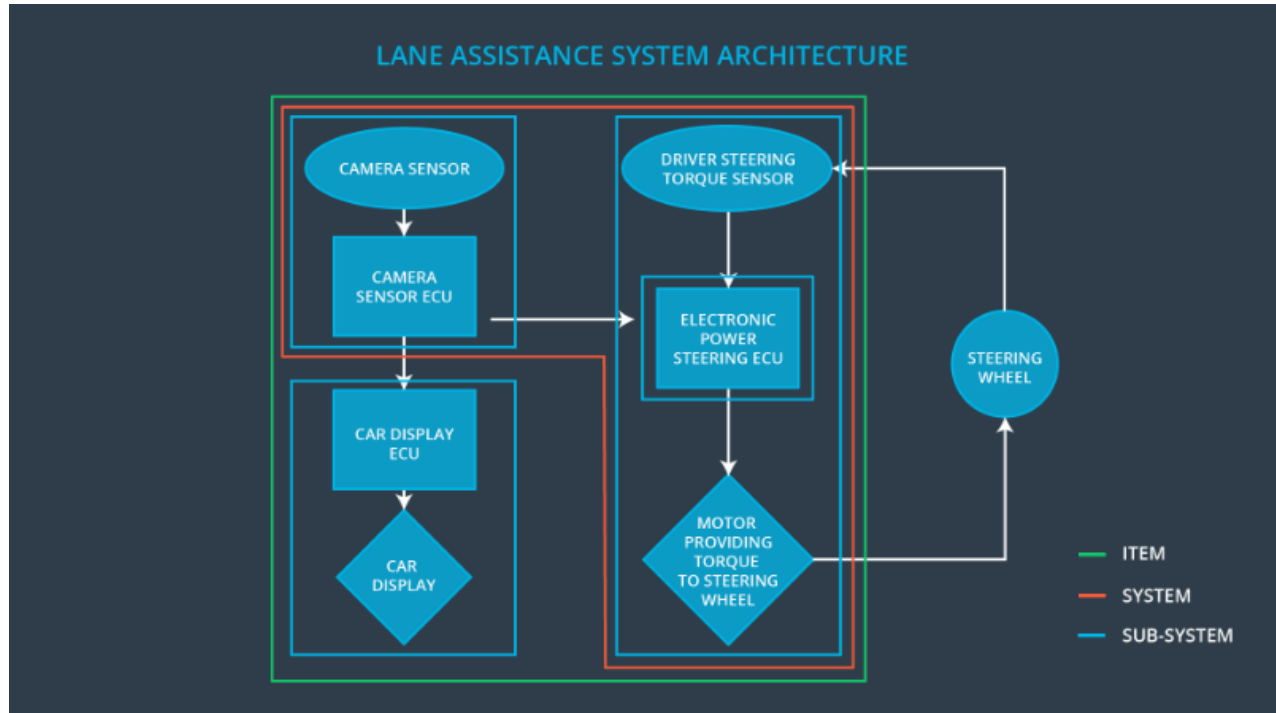 LANE ASSISTANCE SYSTEM ARCHITECTURE
CAMERA SENSOR
CAMERA
SENSOR ECU
CAR DISPLAY
ECU
CAR
DISPLAY
DRIVER STEERING
TORQUE SENSOR
ELECTRONIC
POWER
STEERING ECU
MOTOR
PROVIDING
TORQUE
TO STEERING
WHEEL
STEERING
WHEEL
ITEM
SYSTEM
SUB-SYSTEM